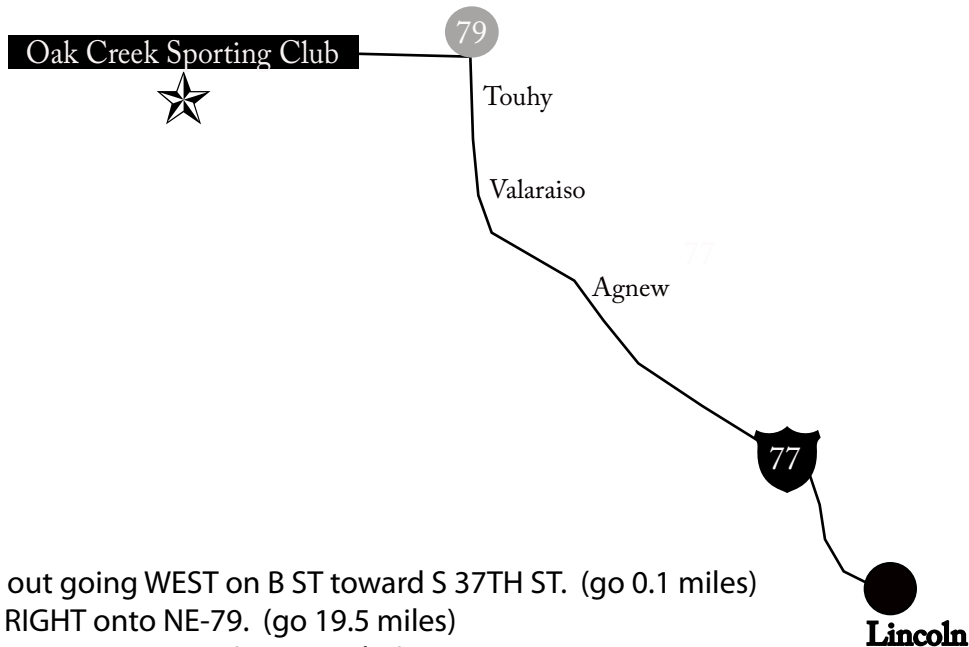 79
Oak Creek Sporting Club
Touhy
Valaraiso
77
Agnew
77
out going WEST on B ST toward S 37TH ST. (go 0.1 miles)
RIGHT onto NE-79. (go 19.5 miles)
Lincoln